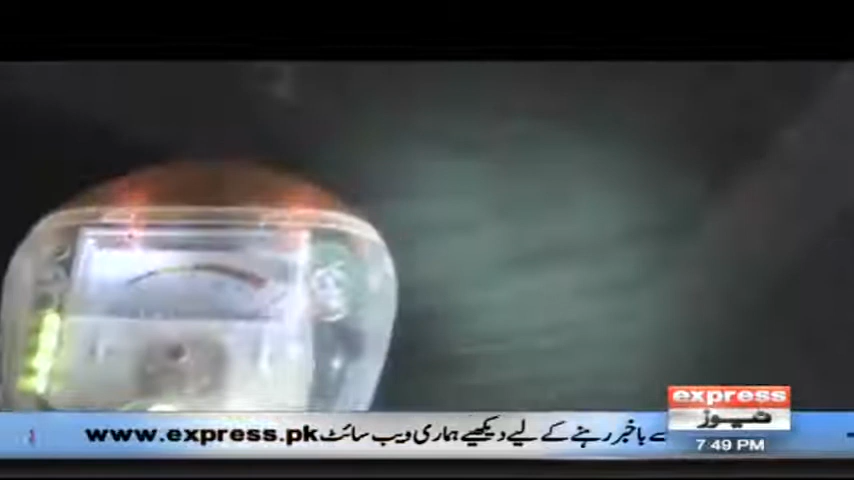 express
نیوز
7:49 PM
سے باخبر رہنے کے لیے دیکھیے ہماری ویب سائٹ www.express.pk